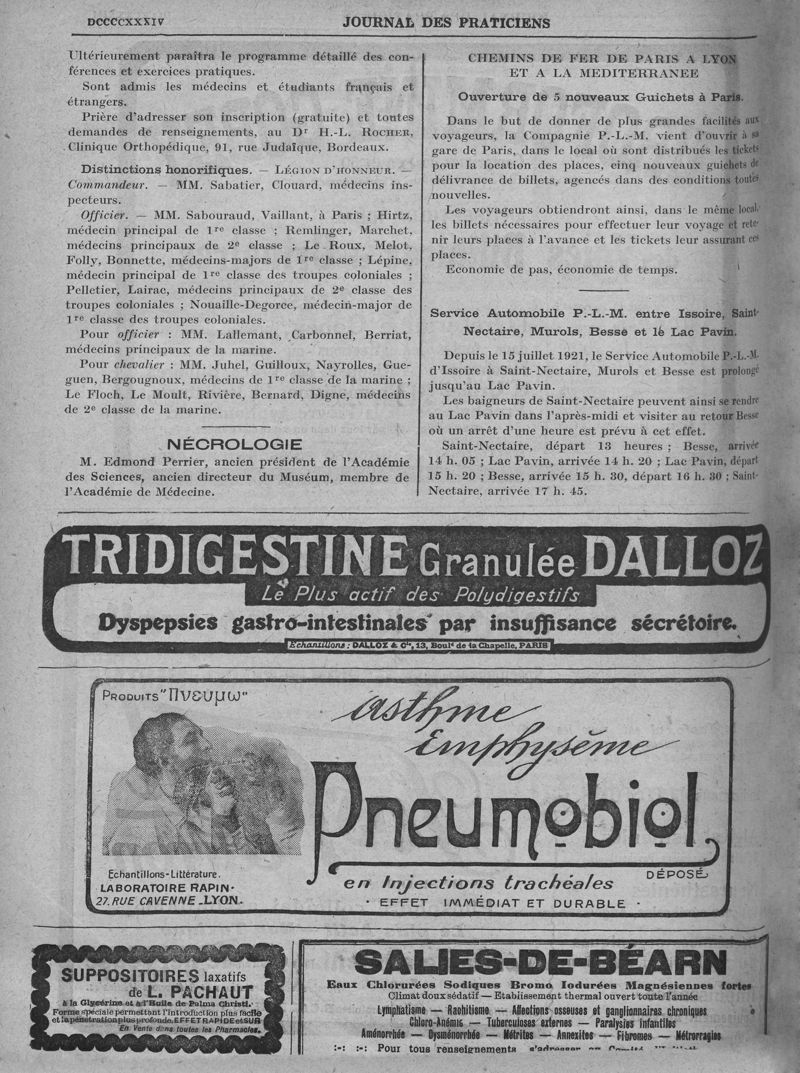 DCCCCXXXIV
JOURNAL DES PRATICIENS
Ultérieurement paraîtra le programme détaillé des con-
férences et exercices pratiques.
Sont admis les médecins et étudiants français et
étrangers.
Prière d'adresser son inscription (gratuite) et toutes
demandes de renseignements, au Dr H.-L. ROCHER,
Clinique Orthopédique, 91, rue Judaïque, Bordeaux.
Distinctions honorifiques. — LÉGION D'HONNEUR. —
Commandeur. — MM. Sabatier, Clouard, médecins ins-
pecteurs.
Officier. — MM. Sabouraud, Vaillant, à Paris ; Hirtz,
médecin principal de 1re classe ; Remlinger, Marchet,
médecins principaux de 2e classe ; Le Roux, Melot,
Folly, Bonnette, médecins-majors de 1re classe ; Lépine,
médecin principal de 1re classe des troupes coloniales ;
Pelletier, Lairac, médecins principaux de 2e classe des
troupes coloniales ; Nouaille-Degorce, médecin-major de
1re classe des troupes coloniales.
Pour officier : MM. Lallemant, Carbonnel, Berriat,
médecins principaux de la marine.
Pour chevalier : MM. Juhel, Guilloux, Nayrolles, Gue-
guen, Bergougnoux, médecins de 1re classe de la marine ;
Le Floch, Le Moult, Rivière, Bernard, Digne, médecins
de 2e classe de la marine.
NÉCROLOGIE
M. Edmond Perrier, ancien président de l'Académie
des Sciences, ancien directeur du Muséum, membre de
l'Académie de Médecine.
CHEMINS DE FER DE PARIS A LYON
ET A LA MEDITERRANEE
Ouverture de 5 nouveaux Guichets à Paris.
Dans le but de donner de plus grandes facilités aux
voyageurs, la Compagnie P.-L.-M. vient d'ouvrir à sa
gare de Paris, dans le local où sont distribués les tickets
pour la location des places, cinq nouveaux guichets de
délivrance de billets, agencés dans des conditions toutes
nouvelles.
Les voyageurs obtiendront ainsi, dans le même local,
les billets nécessaires pour effectuer leur voyage et rete-
nir leurs places à l'avance et les tickets leur assurant ces
places.
Economie de pas, économie de temps.
Service Automobile P.-L.-M. entre Issoire, Saint-
Nectaire, Murols, Besse et lé Lac Pavin.
Depuis le 15 juillet 1921, le Service Automobile P.-L.-M.
d'Issoire à Saint-Nectaire, Murols et Besse est prolongé
jusqu'au Lac Pavin.
Les baigneurs de Saint-Nectaire peuvent ainsi se rendre
au Lac Pavin dans l'après-midi et visiter au retour Besse
où un arrêt d'une heure est prévu à cet effet.
Saint-Nectaire, départ 13 heures ; Besse, arrivée
14 h. 05 ; Lac Pavin, arrivée 14 h. 20 ; Lac Pavin, départ
15 h. 20 ; Besse, arrivée 15 h. 30, départ 16 h. 30 ; Saint-
Nectaire, arrivée 17 h. 45.
TRIDIGESTINE Granulée DALLOZ
Le Plus actif des Polydigestifs
Dyspepsies gastro-intestinales par insuffisance sécrétoire.
Echantillons : DALLOZ & Cie, 13, Boulд de la Chapelle, PARIS
PRODUITS "Πνευμω"
asthme
Emphysème
Pneumobiol
DÉPOSÉ
en Injections trachéales
· EFFET IMMÉDIAT ET DURABLE ·
Echantillons-Littérature.
LABORATOIRE RAPIN·
27, RUE CAVENNE _LYON.
SUPPOSITOIRES laxatifs
de L. PACHAUT
à la Glycérine et à l'Huile de Palma Christi.
Forme spéciale permettant l'introduction plus facile
et la pénétration plus profonde. EFFET RAPIDE et SUR
En Vente dans toutes les Pharmacies.
SALIES-DE-BÉARN
Eaux Chlorurées Sodiques Bromo Iodurées Magnésiennes fortes
Climat doux sédatif — Etablissement thermal ouvert toute l'année
Lymphatisme — Rachitisme — Affections osseuses et ganglionnaires chroniques
Chloro-Anémie — Tuberculoses externes — Paralysies infantiles
Aménorrhée — Dysménorrhée — Métrites — Annexites — Fibromes — Métrorragies
:-: :-: Pour tous renseignements s'adresser au